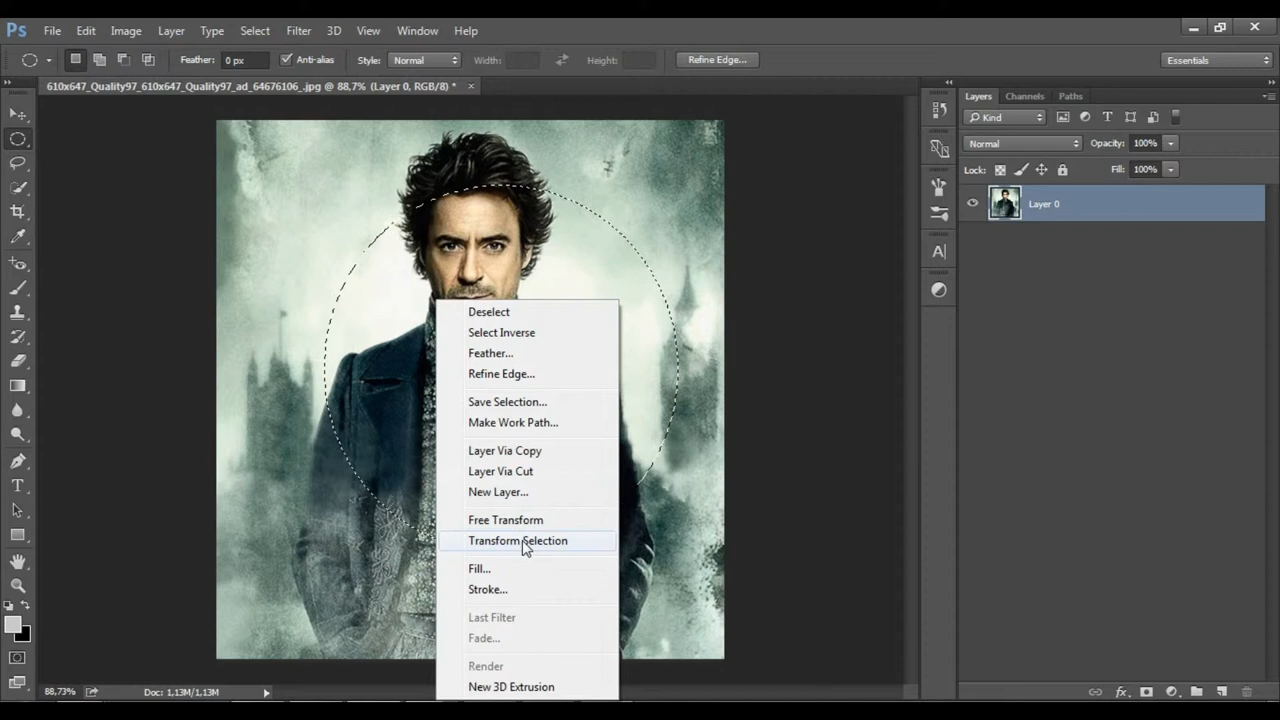 Ps File Edit Image Layer Type Select Filter 3D View Window Help
Feather: 0 px Anti-alias Style: Normal Width: Height: Refine Edge... Essentials
610x647_Quality97_610x647_Quality97_ad_64676106_.jpg @ 88,7% (Layer 0, RGB/8) *
Layers Channels Paths
Kind
Normal Opacity: 100%
Lock: Fill: 100%
Layer 0
Deselect
Select Inverse
Feather...
Refine Edge...
Save Selection...
Make Work Path...
Layer Via Copy
Layer Via Cut
New Layer...
Free Transform
Transform Selection
Fill...
Stroke...
Last Filter
Fade...
Render
New 3D Extrusion
88,73% Doc: 1,13M/1,13M